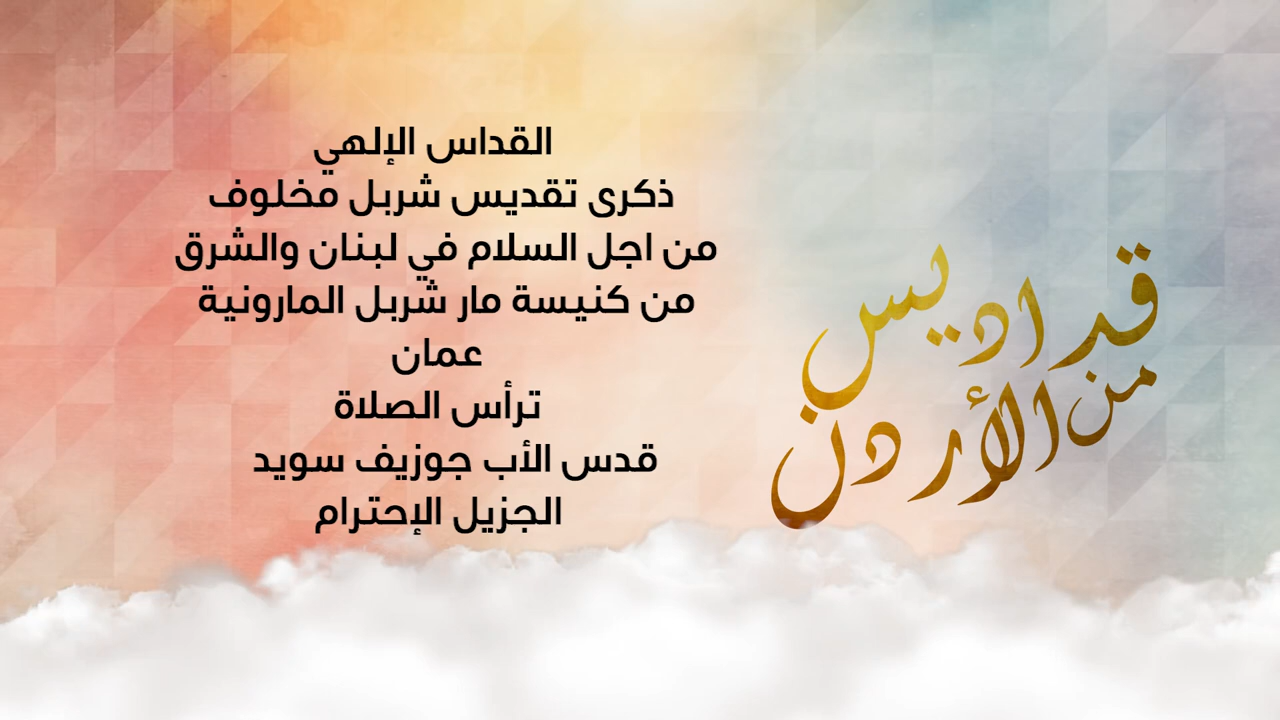 القداس الإلهي
ذكرى تقديس شربل مخلوف
من اجل السلام في لبنان والشرق
من كنيسة مار شربل المارونية
عمان
ترأس الصلاة
قدس الأب جوزيف سويد
الجزيل الإحترام
قداديس
من الأردن